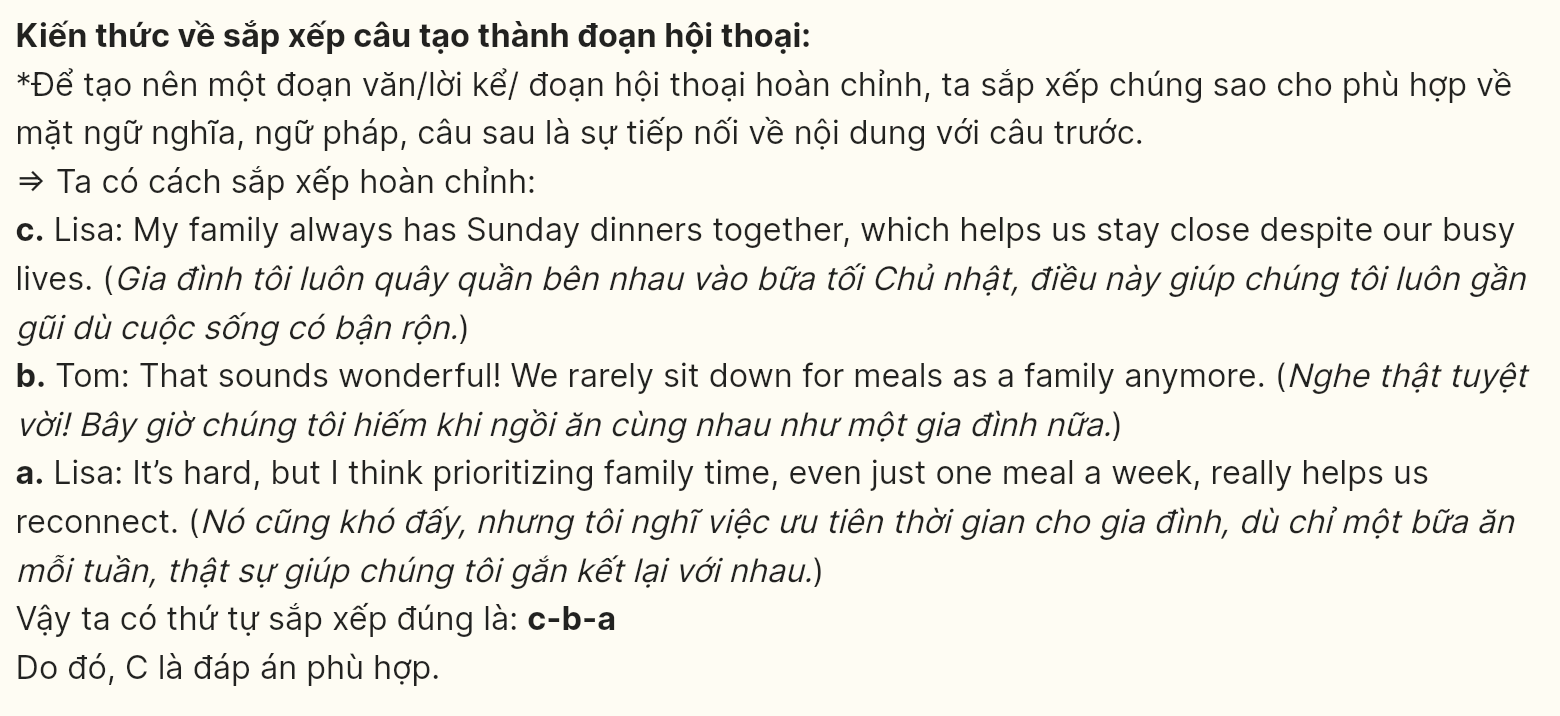 Kiến thức về sắp xếp câu tạo thành đoạn hội thoại:
*Để tạo nên một đoạn văn/lời kể/ đoạn hội thoại hoàn chỉnh, ta sắp xếp chúng sao cho phù hợp về
mặt ngữ nghĩa, ngữ pháp, câu sau là sự tiếp nối về nội dung với câu trước.
⇒ Ta có cách sắp xếp hoàn chỉnh:
c. Lisa: My family always has Sunday dinners together, which helps us stay close despite our busy
lives. (Gia đình tôi luôn quây quần bên nhau vào bữa tối Chủ nhật, điều này giúp chúng tôi luôn gần
gũi dù cuộc sống có bận rộn.)
b. Tom: That sounds wonderful! We rarely sit down for meals as a family anymore. (Nghe thật tuyệt
vời! Bây giờ chúng tôi hiếm khi ngồi ăn cùng nhau như một gia đình nữa.)
a. Lisa: It’s hard, but I think prioritizing family time, even just one meal a week, really helps us
reconnect. (Nó cũng khó đấy, nhưng tôi nghĩ việc ưu tiên thời gian cho gia đình, dù chỉ một bữa ăn
mỗi tuần, thật sự giúp chúng tôi gắn kết lại với nhau.)
Vậy ta có thứ tự sắp xếp đúng là: c-b-a
Do đó, C là đáp án phù hợp.